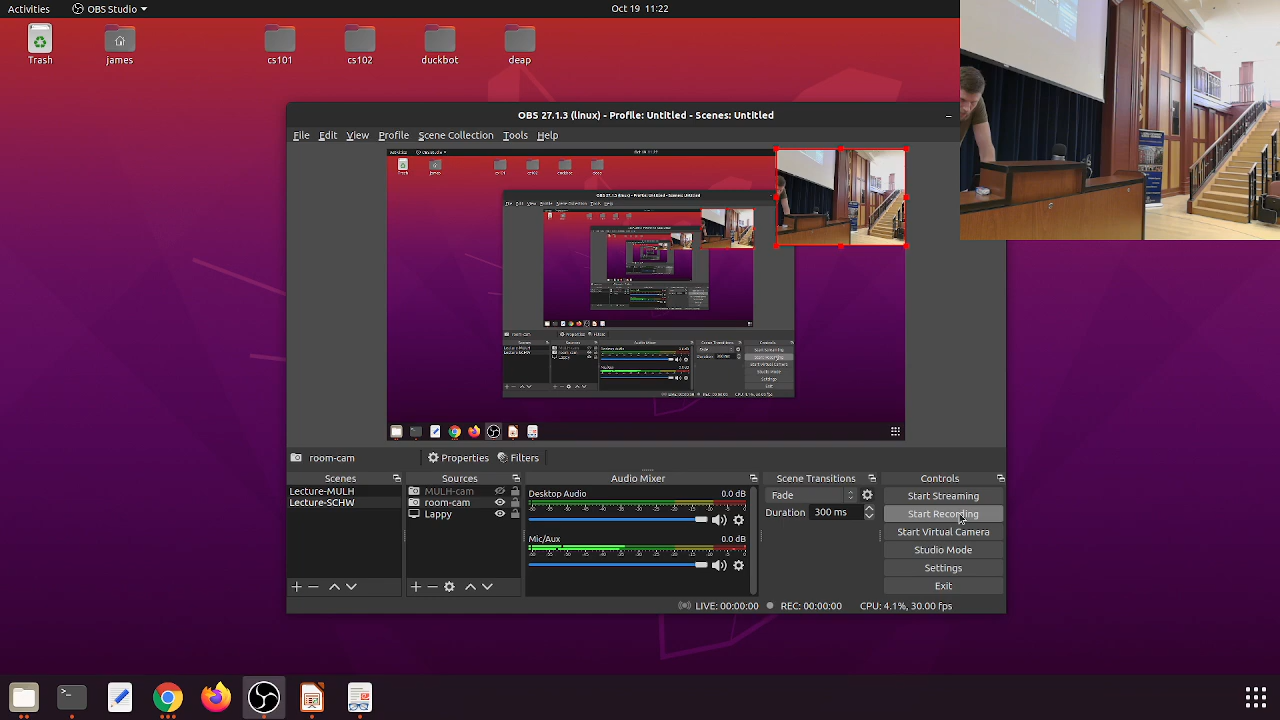 Activities
OBS Studio
Oct 19 11:22
Trash
james
cs101
cs102
duckbot
deap
OBS 27.1.3 (linux) - Profile: Untitled - Scenes: Untitled
File Edit View Profile Scene Collection Tools Help
room-cam
Properties
Filters
Scenes
Lecture-MULH
Lecture-SCHW
Sources
MULH-cam
room-cam
Lappy
Audio Mixer
Desktop Audio 0.0 dB
Mic/Aux 0.0 dB
Scene Transitions
Fade
Duration 300 ms
Controls
Start Streaming
Start Recording
Start Virtual Camera
Studio Mode
Settings
Exit
LIVE: 00:00:00
REC: 00:00:00
CPU: 4.1%, 30.00 fps